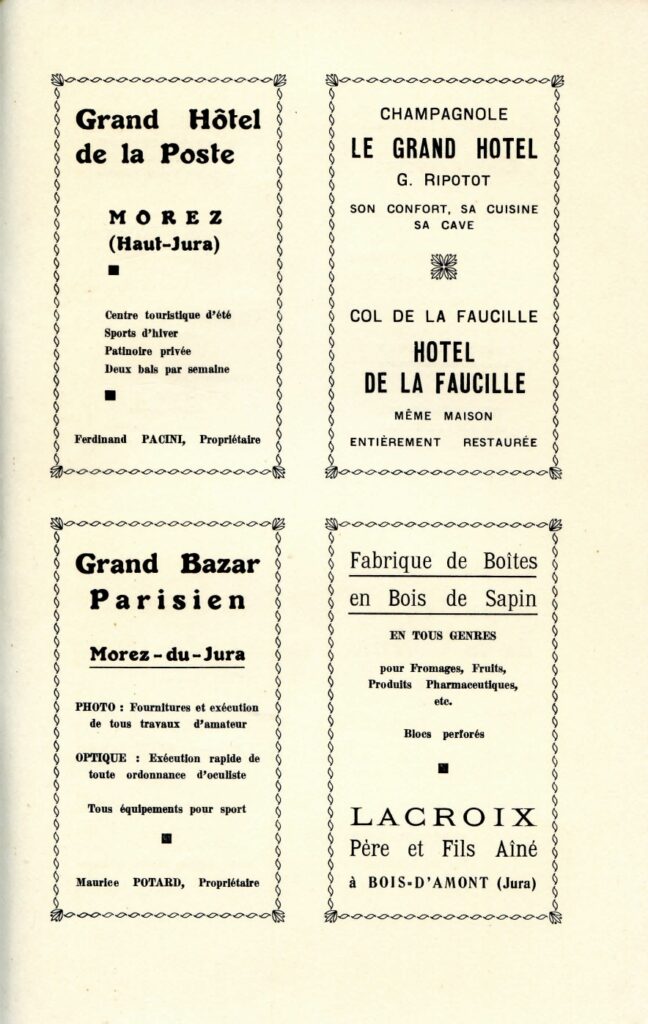 Grand Hôtel
de la Poste
MOREZ
(Haut-Jura)
Centre touristique d'été
Sports d'hiver
Patinoire privée
Deux bals par semaine
Ferdinand PACINI, Propriétaire
CHAMPAGNOLE
LE GRAND HOTEL
G. RIPOTOT
SON CONFORT, SA CUISINE
SA CAVE
COL DE LA FAUCILLE
HOTEL
DE LA FAUCILLE
MÊME MAISON
ENTIÈREMENT RESTAURÉE
Grand Bazar
Parisien
Morez-du-Jura
PHOTO : Fournitures et exécution
de tous travaux d'amateur
OPTIQUE : Exécution rapide de
toute ordonnance d'oculiste
Tous équipements pour sport
Maurice POTARD, Propriétaire
Fabrique de Boîtes
en Bois de Sapin
EN TOUS GENRES
pour Fromages, Fruits,
Produits Pharmaceutiques,
etc.
Blocs perforés
LACROIX
Père et Fils Aîné
à BOIS-D'AMONT (Jura)